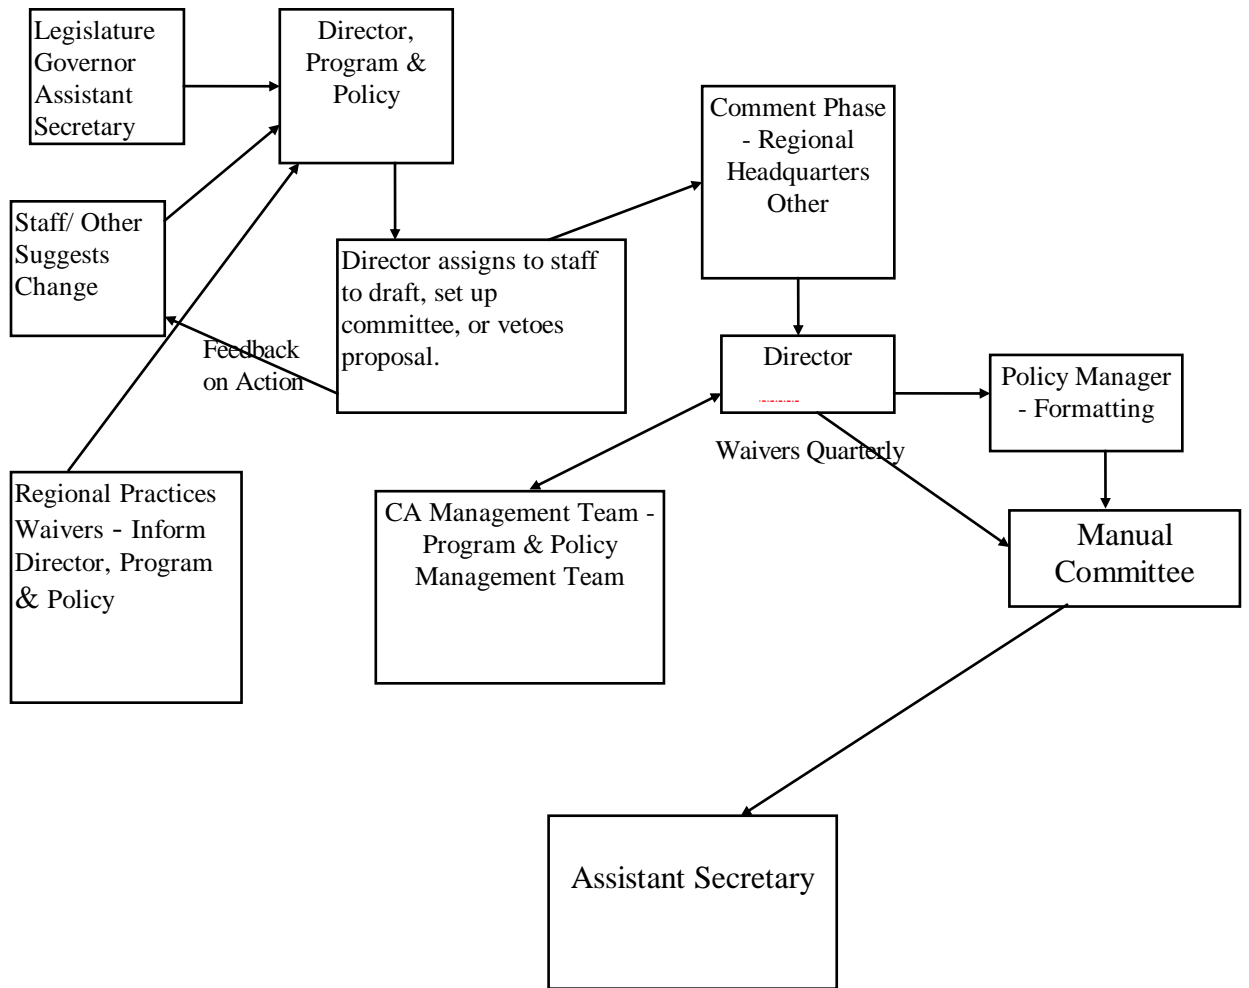 Legislature
Governor
Assistant
Secretary
Director,
Program &
Policy
Comment Phase
- Regional
Headquarters
Other
Staff/ Other
Suggests
Change
Director assigns to staff
to draft, set up
committee, or vetoes
proposal.
Feedback
on Action
Director
Policy Manager
- Formatting
Waivers Quarterly
Regional Practices
Waivers - Inform
Director, Program
& Policy
CA Management Team -
Program & Policy
Management Team
Manual
Committee
Assistant Secretary